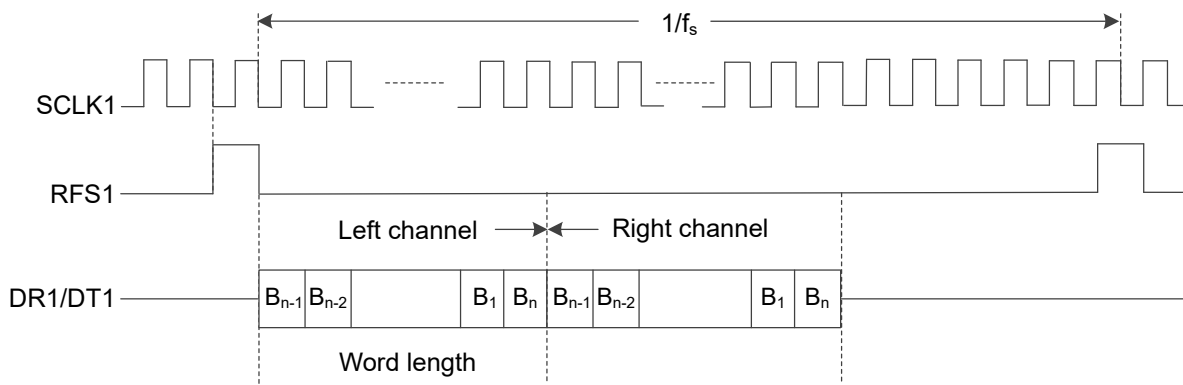 1/fs
SCLK1
RFS1
Left channel Right channel
DR1/DT1 Bn-1 Bn-2 B1 Bn Bn-1 Bn-2 B1 Bn
Word length